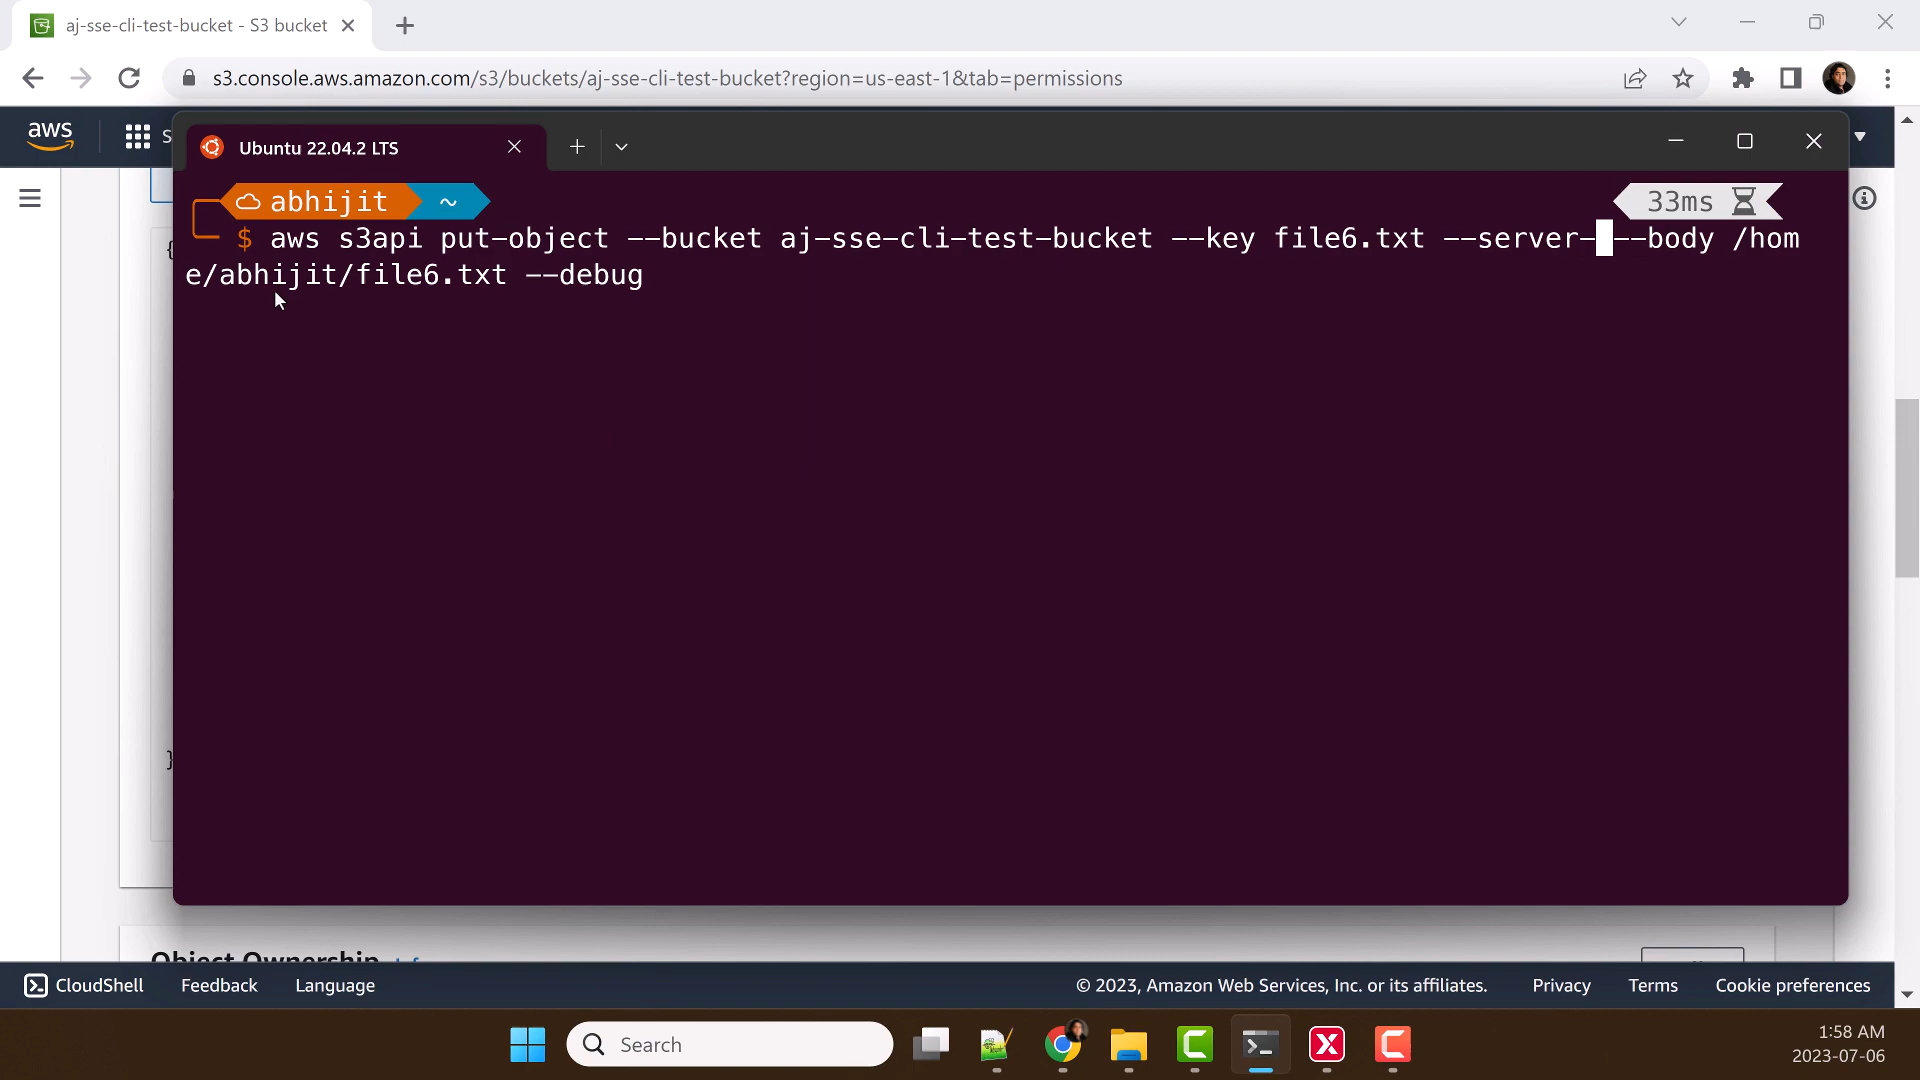 aj-sse-cli-test-bucket - S3 bucket
s3.console.aws.amazon.com/s3/buckets/aj-sse-cli-test-bucket?region=us-east-1&tab=permissions
aws
S
Ubuntu 22.04.2 LTS
abhijit ~ 33ms
$ aws s3api put-object --bucket aj-sse-cli-test-bucket --key file6.txt --server- --body /hom
e/abhijit/file6.txt --debug
{
}
Object Ownership
CloudShell Feedback Language © 2023, Amazon Web Services, Inc. or its affiliates. Privacy Terms Cookie preferences
Search
1:58 AM
2023-07-06